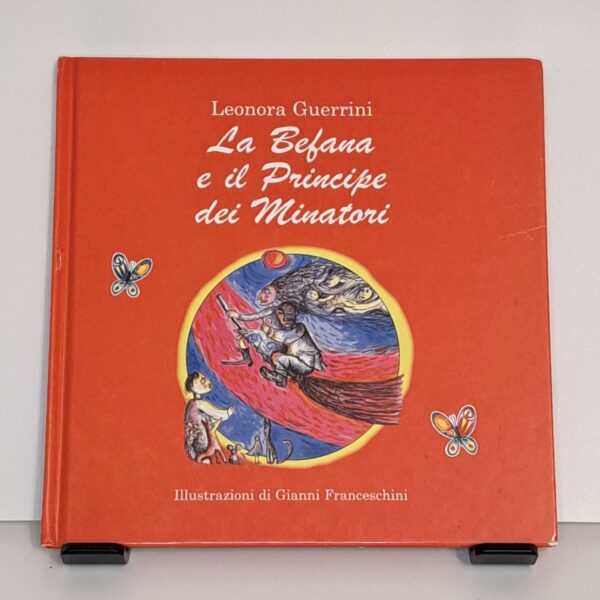 Leonora Guerrini
La Befana
e il Principe
dei Minatori
Illustrazioni di Gianni Franceschini